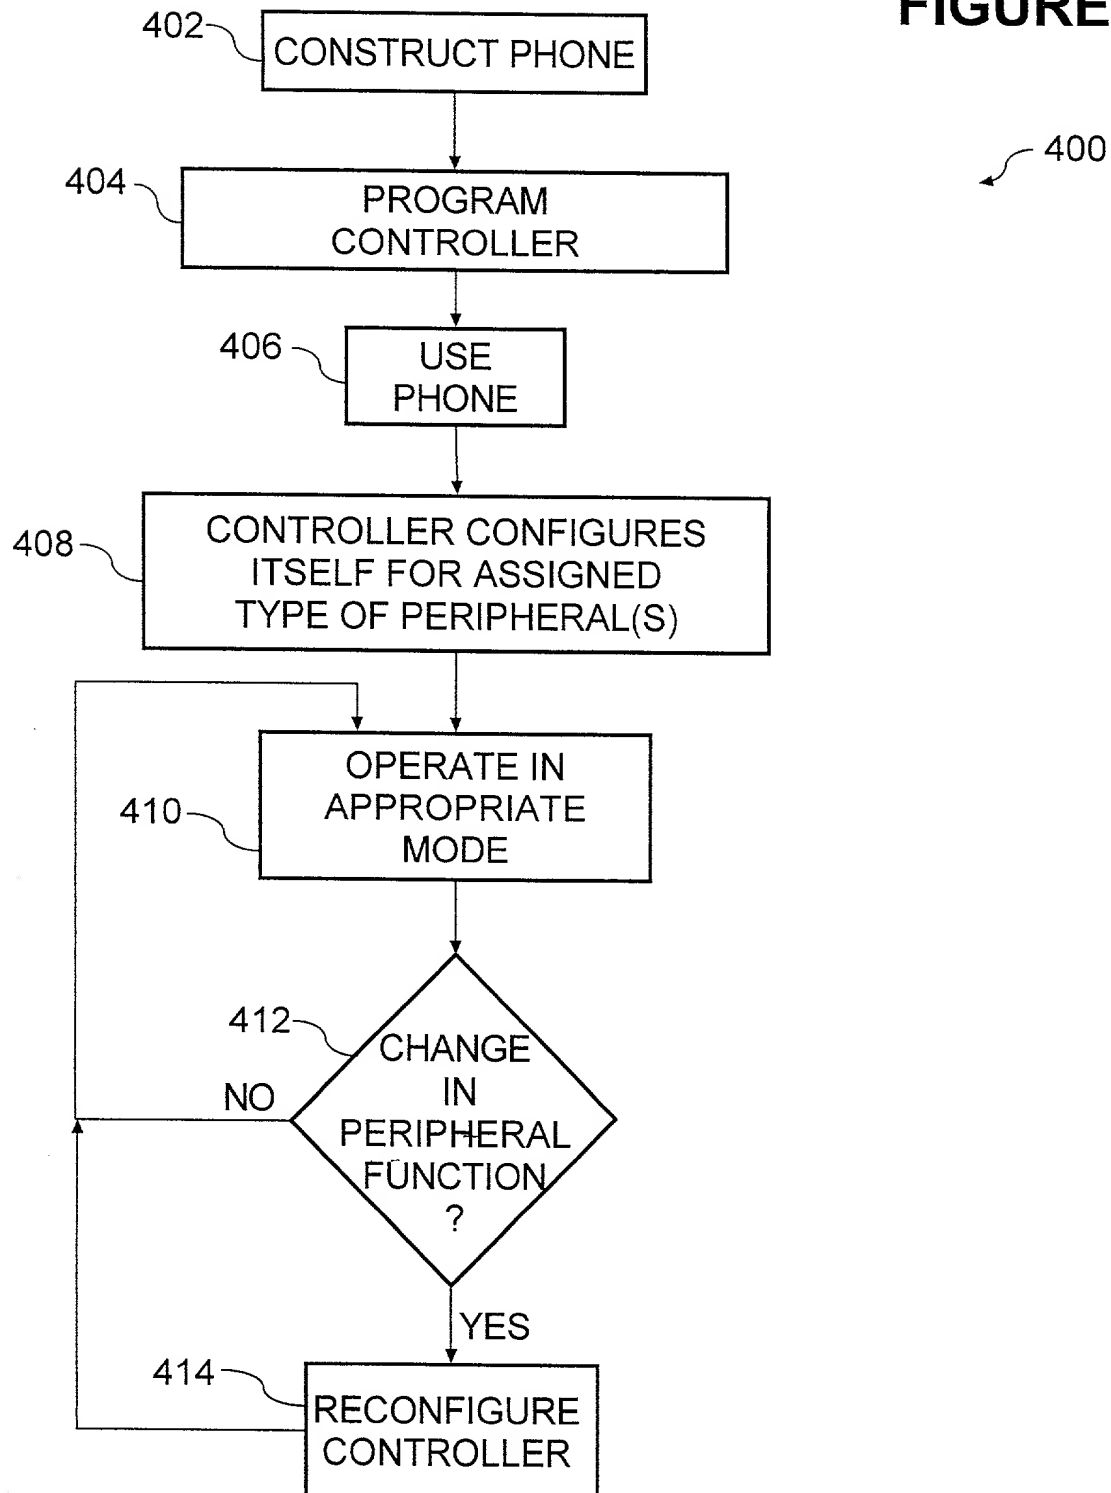 FIGURE
402
CONSTRUCT PHONE
400
404
PROGRAM
CONTROLLER
406
USE
PHONE
408
CONTROLLER CONFIGURES
ITSELF FOR ASSIGNED
TYPE OF PERIPHERAL(S)
410
OPERATE IN
APPROPRIATE
MODE
412
CHANGE
IN
PERIPHERAL
FUNCTION
?
NO
YES
414
RECONFIGURE
CONTROLLER